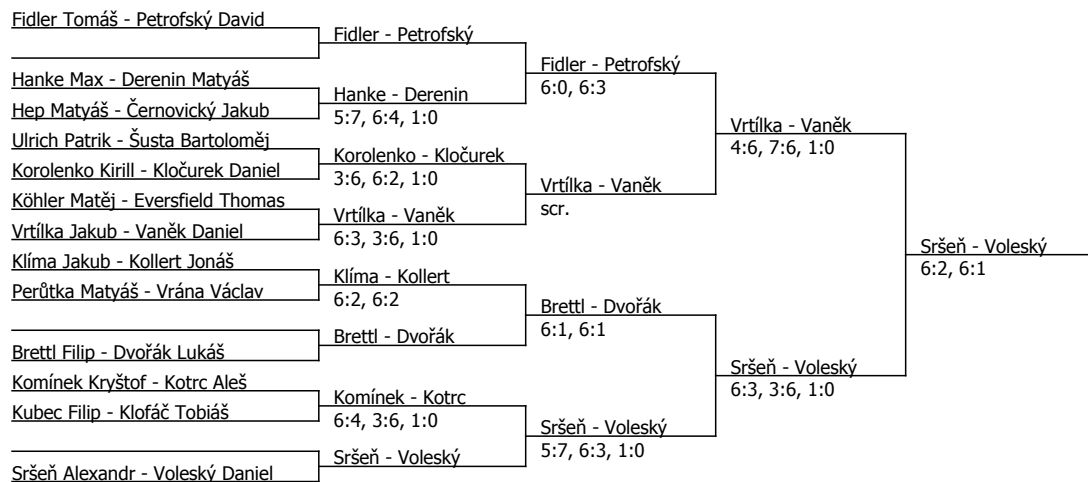 Fidler Tomáš - Petrofský David
Hanke Max - Derenin Matyáš
Hep Matyáš - Černovický Jakub
Ulrich Patrik - Šusta Bartoloměj
Korolenko Kirill - Kločurek Daniel
Köhler Matěj - Eversfield Thomas
Vrtílka Jakub - Vaněk Daniel
Klíma Jakub - Kollert Jonáš
Perůtka Matyáš - Vrána Václav
Brettl Filip - Dvořák Lukáš
Komínek Kryštof - Kotrc Aleš
Kubec Filip - Klofáč Tobiáš
Sršeň Alexandr - Voleský Daniel
Fidler - Petrofský
Hanke - Derenin
5:7, 6:4, 1:0
Korolenko - Kločurek
3:6, 6:2, 1:0
Vrtílka - Vaněk
6:3, 3:6, 1:0
Klíma - Kollert
6:2, 6:2
Brettl - Dvořák
Komínek - Kotrc
6:4, 3:6, 1:0
Sršeň - Voleský
Fidler - Petrofský
6:0, 6:3
Vrtílka - Vaněk
scr.
Brettl - Dvořák
6:1, 6:1
Sršeň - Voleský
5:7, 6:3, 1:0
Vrtílka - Vaněk
4:6, 7:6, 1:0
Sršeň - Voleský
6:3, 3:6, 1:0
Sršeň - Voleský
6:2, 6:1